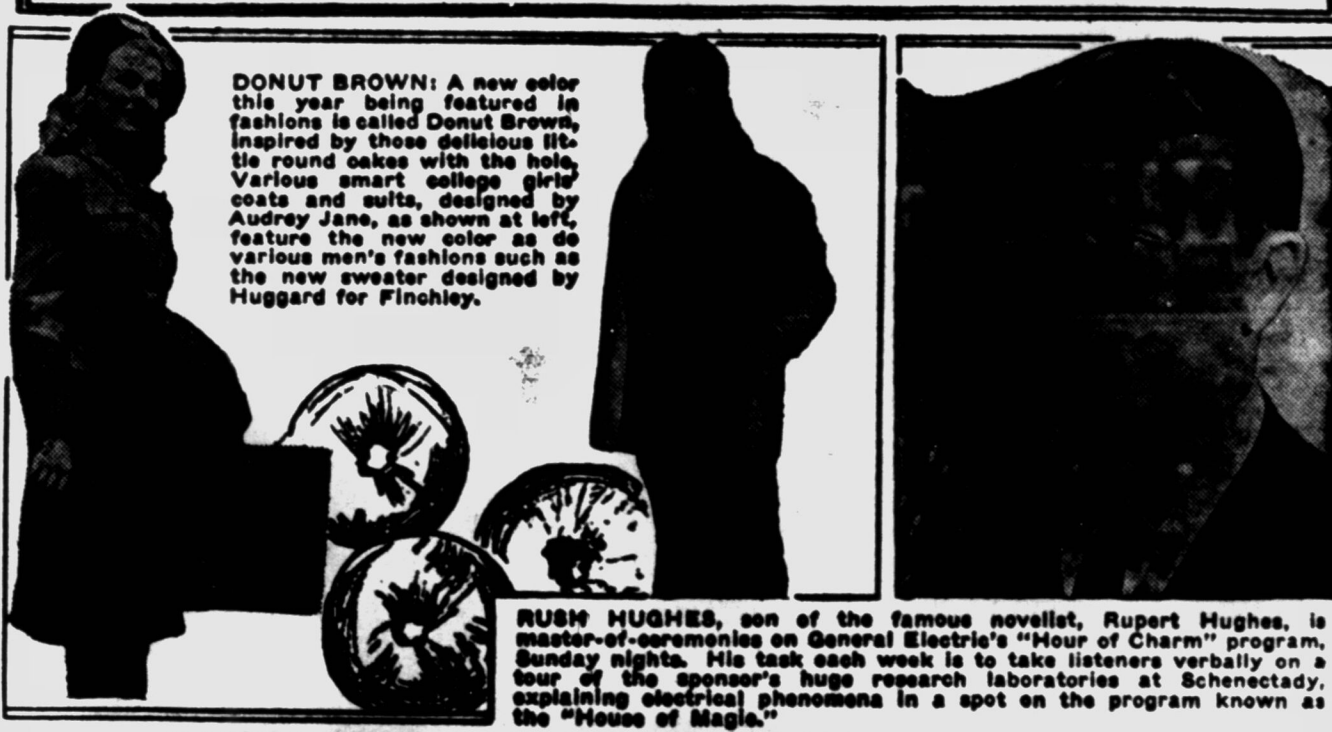 DONUT BROWN: A new color
this year being featured in
fashions is called Donut Brown,
inspired by those delicious lit-
tle round cakes with the hole.
Various smart college girls'
coats and suits, designed by
Audrey Jane, as shown at left,
feature the new color as do
various men's fashions such as
the new sweater designed by
Huggard for Finchley.
RUSH HUGHES, son of the famous novelist, Rupert Hughes, is
master-of-ceremonies on General Electric's "Hour of Charm" program,
Sunday nights. His task each week is to take listeners verbally on a
tour of the sponsor's huge research laboratories at Schenectady,
explaining electrical phenomena in a spot on the program known as
the "House of Magic."